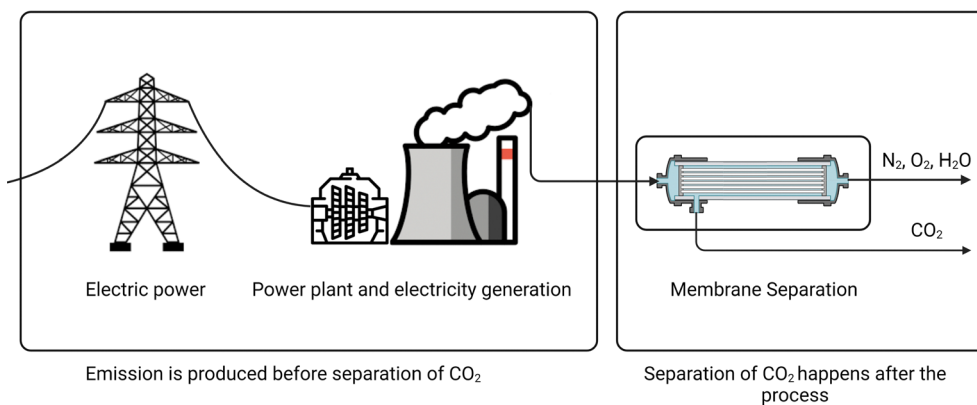 N₂, O₂, H₂O
CO₂
Electric power
Power plant and electricity generation
Membrane Separation
Emission is produced before separation of CO₂
Separation of CO₂ happens after the
process